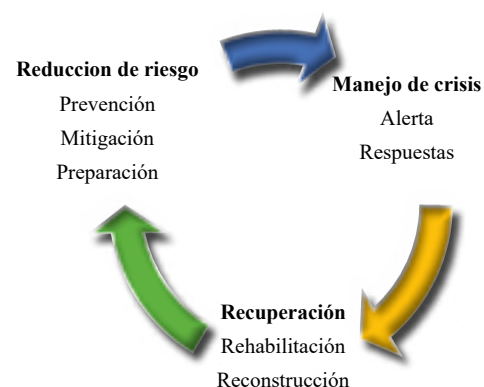 Reduccion de riesgo
Prevención
Mitigación
Preparación
Manejo de crisis
Alerta
Respuestas
Recuperación
Rehabilitación
Reconstrucción